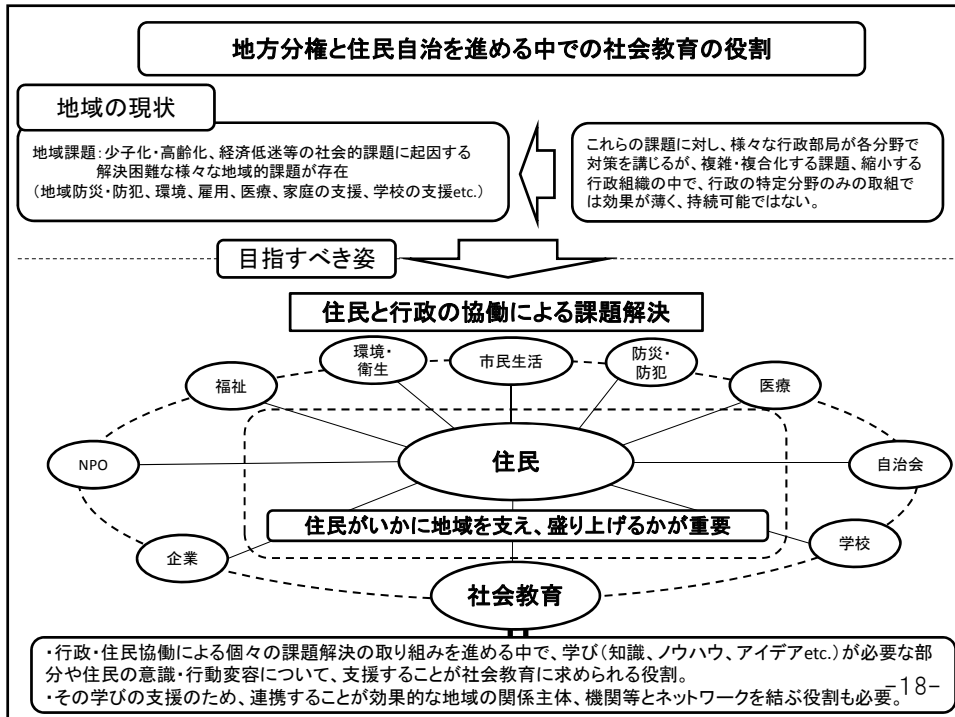 地方分権と住民自治を進める中での社会教育の役割
地域の現状
地域課題：少子化・高齢化、経済低迷等の社会的課題に起因する
解決困難な様々な地域的課題が存在
（地域防災・防犯、環境、雇用、医療、家庭の支援、学校の支援etc.）
これらの課題に対し、様々な行政部局が各分野で
対策を講じるが、複雑・複合化する課題、縮小する
行政組織の中で、行政の特定分野のみの取組で
は効果が薄く、持続可能ではない。
目指すべき姿
住民と行政の協働による課題解決
環境・
衛生
市民生活
防災・
防犯
福祉
医療
NPO
住民
自治会
住民がいかに地域を支え、盛り上げるかが重要
企業
学校
社会教育
・行政・住民協働による個々の課題解決の取り組みを進める中で、学び（知識、ノウハウ、アイデアetc.）が必要な部
分や住民の意識・行動変容について、支援することが社会教育に求められる役割。
・その学びの支援のため、連携することが効果的な地域の関係主体、機関等とネットワークを結ぶ役割も必要。
-18-